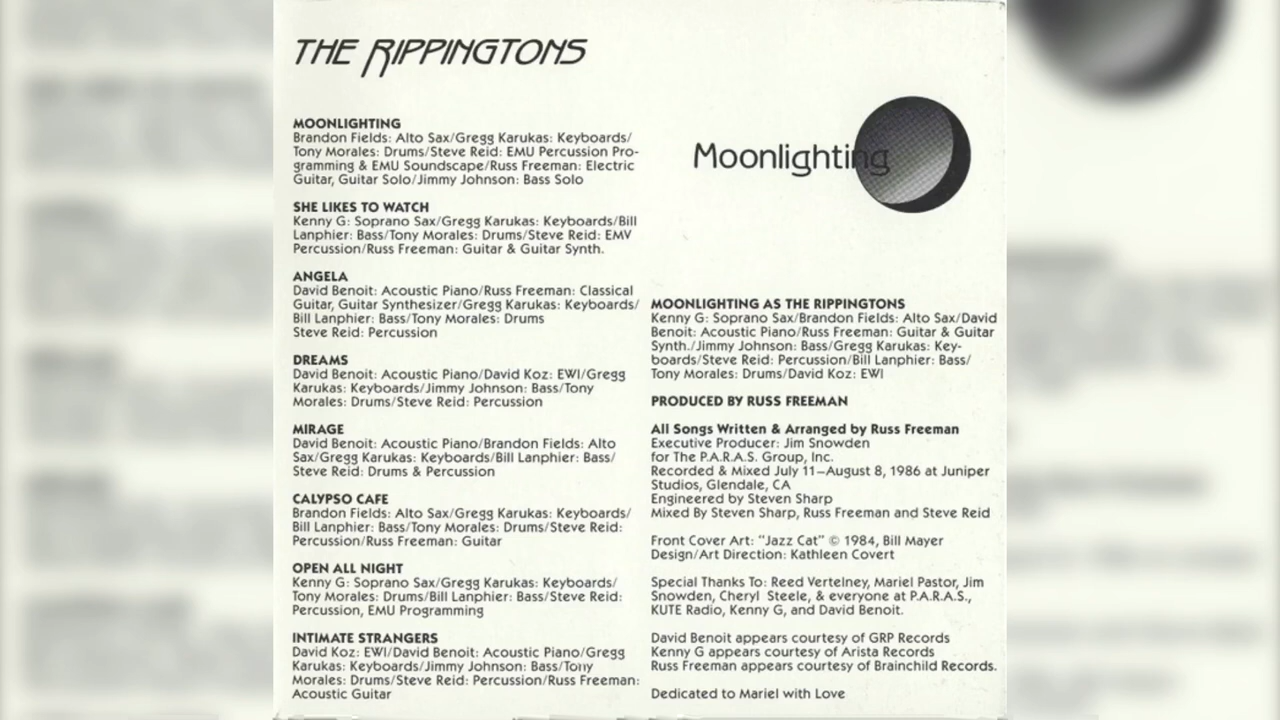 THE RIPPINGTONS
MOONLIGHTING
Brandon Fields: Alto Sax/Gregg Karukas: Keyboards/
Tony Morales: Drums/Steve Reid: EMU Percussion Pro-
gramming & EMU Soundscape/Russ Freeman: Electric
Guitar, Guitar Solo/Jimmy Johnson: Bass Solo
SHE LIKES TO WATCH
Kenny G: Soprano Sax/Gregg Karukas: Keyboards/Bill
Lanphier: Bass/Tony Morales: Drums/Steve Reid: EMV
Percussion/Russ Freeman: Guitar & Guitar Synth.
ANGELA
David Benoit: Acoustic Piano/Russ Freeman: Classical
Guitar, Guitar Synthesizer/Gregg Karukas: Keyboards/
Bill Lanphier: Bass/Tony Morales: Drums
Steve Reid: Percussion
DREAMS
David Benoit: Acoustic Piano/David Koz: EWI/Gregg
Karukas: Keyboards/Jimmy Johnson: Bass/Tony
Morales: Drums/Steve Reid: Percussion
MIRAGE
David Benoit: Acoustic Piano/Brandon Fields: Alto
Sax/Gregg Karukas: Keyboards/Bill Lanphier: Bass/
Steve Reid: Drums & Percussion
CALYPSO CAFE
Brandon Fields: Alto Sax/Gregg Karukas: Keyboards/
Bill Lanphier: Bass/Tony Morales: Drums/Steve Reid:
Percussion/Russ Freeman: Guitar
OPEN ALL NIGHT
Kenny G: Soprano Sax/Gregg Karukas: Keyboards/
Tony Morales: Drums/Bill Lanphier: Bass/Steve Reid:
Percussion, EMU Programming
INTIMATE STRANGERS
David Koz: EWI/David Benoit: Acoustic Piano/Gregg
Karukas: Keyboards/Jimmy Johnson: Bass/Tony
Morales: Drums/Steve Reid: Percussion/Russ Freeman:
Acoustic Guitar
Moonlighting
MOONLIGHTING AS THE RIPPINGTONS
Kenny G: Soprano Sax/Brandon Fields: Alto Sax/David
Benoit: Acoustic Piano/Russ Freeman: Guitar & Guitar
Synth./Jimmy Johnson: Bass/Gregg Karukas: Key-
boards/Steve Reid: Percussion/Bill Lanphier: Bass/
Tony Morales: Drums/David Koz: EWI
PRODUCED BY RUSS FREEMAN
All Songs Written & Arranged by Russ Freeman
Executive Producer: Jim Snowden
for The P.A.R.A.S. Group, Inc.
Recorded & Mixed July 11–August 8, 1986 at Juniper
Studios, Glendale, CA
Engineered by Steven Sharp
Mixed By Steven Sharp, Russ Freeman and Steve Reid
Front Cover Art: “Jazz Cat” © 1984, Bill Mayer
Design/Art Direction: Kathleen Covert
Special Thanks To: Reed Vertelney, Mariel Pastor, Jim
Snowden, Cheryl Steele, & everyone at P.A.R.A.S.,
KUTE Radio, Kenny G, and David Benoit.
David Benoit appears courtesy of GRP Records
Kenny G appears courtesy of Arista Records
Russ Freeman appears courtesy of Brainchild Records.
Dedicated to Mariel with Love